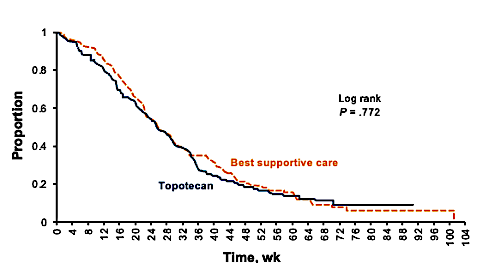 1
0.8
0.6
0.4
0.2
0
Proportion
Log rank
P = .772
Best supportive care
Topotecan
0 4 8 12 16 20 24 28 32 36 40 44 48 52 56 60 64 68 72 76 80 84 88 92 96 100 104
Time, wk